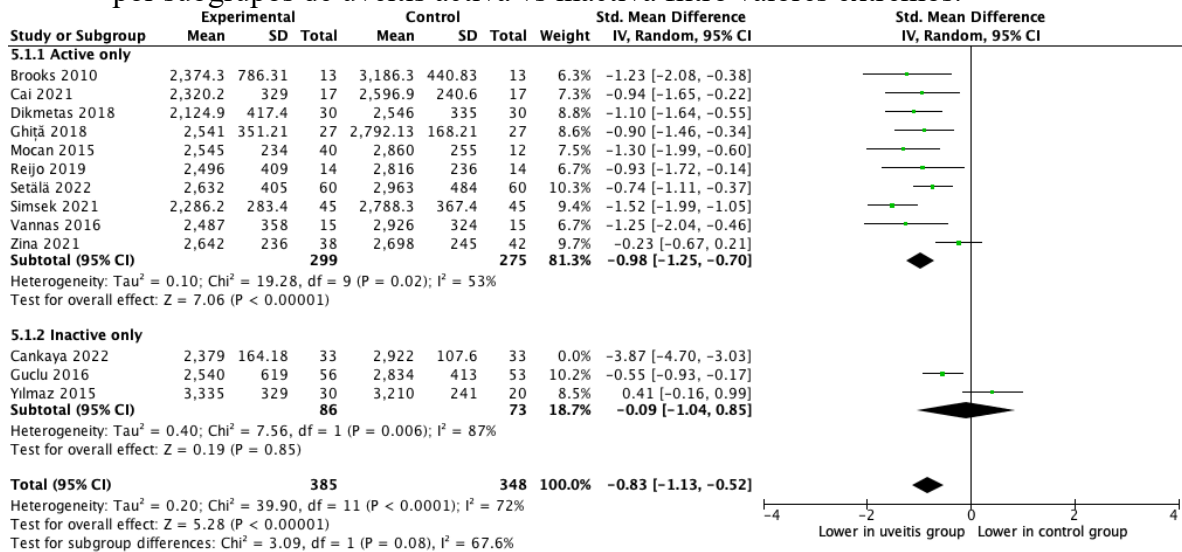 por subgrupos de uveítis activa vs inactiva intro valores extremos.
Experimental Control Std. Mean Difference Std. Mean Difference
Study or Subgroup Mean SD Total Mean SD Total Weight IV, Random, 95% CI IV, Random, 95% CI
5.1.1 Active only
Brooks 2010 2,374.3 786.31 13 3,186.3 440.83 13 6.3% −1.23 [−2.08, −0.38]
Cai 2021 2,320.2 329 17 2,596.9 240.6 17 7.3% −0.94 [−1.65, −0.22]
Dikmetas 2018 2,124.9 417.4 30 2,546 335 30 8.8% −1.10 [−1.64, −0.55]
Ghiță 2018 2,541 351.21 27 2,792.13 168.21 27 8.6% −0.90 [−1.46, −0.34]
Mocan 2015 2,545 234 40 2,860 255 12 7.5% −1.30 [−1.99, −0.60]
Reijo 2019 2,496 409 14 2,816 236 14 6.7% −0.93 [−1.72, −0.14]
Setälä 2022 2,632 405 60 2,963 484 60 10.3% −0.74 [−1.11, −0.37]
Simsek 2021 2,286.2 283.4 45 2,788.3 367.4 45 9.4% −1.52 [−1.99, −1.05]
Vannas 2016 2,487 358 15 2,926 324 15 6.7% −1.25 [−2.04, −0.46]
Zina 2021 2,642 236 38 2,698 245 42 9.7% −0.23 [−0.67, 0.21]
Subtotal (95% CI) 299 275 81.3% −0.98 [−1.25, −0.70]
Heterogeneity: Tau² = 0.10; Chi² = 19.28, df = 9 (P = 0.02); I² = 53%
Test for overall effect: Z = 7.06 (P < 0.00001)
5.1.2 Inactive only
Cankaya 2022 2,379 164.18 33 2,922 107.6 33 0.0% −3.87 [−4.70, −3.03]
Guclu 2016 2,540 619 56 2,834 413 53 10.2% −0.55 [−0.93, −0.17]
Yılmaz 2015 3,335 329 30 3,210 241 20 8.5% 0.41 [−0.16, 0.99]
Subtotal (95% CI) 86 73 18.7% −0.09 [−1.04, 0.85]
Heterogeneity: Tau² = 0.40; Chi² = 7.56, df = 1 (P = 0.006); I² = 87%
Test for overall effect: Z = 0.19 (P = 0.85)
Total (95% CI) 385 348 100.0% −0.83 [−1.13, −0.52]
Heterogeneity: Tau² = 0.20; Chi² = 39.90, df = 11 (P < 0.0001); I² = 72%
Test for overall effect: Z = 5.28 (P < 0.00001)
Test for subgroup differences: Chi² = 3.09, df = 1 (P = 0.08), I² = 67.6%
−4 −2 0 2 4
Lower in uveitis group Lower in control group